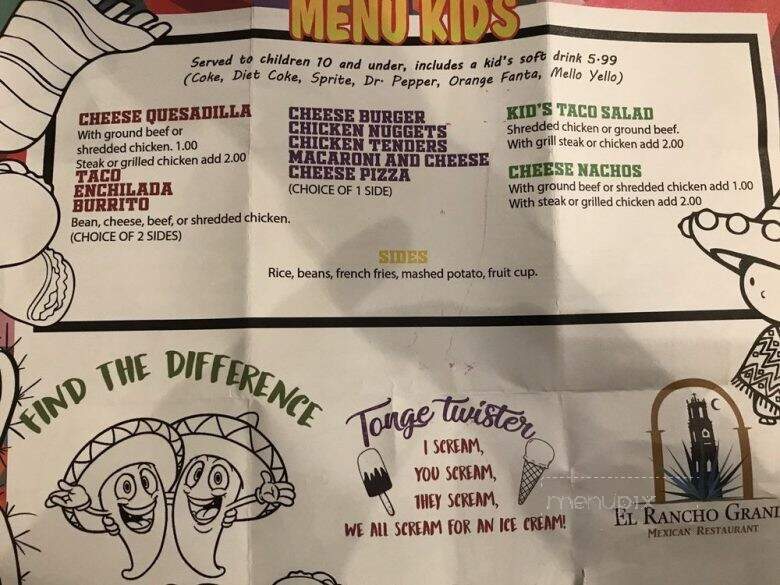 MENU KIDS
Served to children 10 and under, includes a kid's soft drink 5.99
(Coke, Diet Coke, Sprite, Dr. Pepper, Orange Fanta, Mello Yello)
CHEESE QUESADILLA
With ground beef or
shredded chicken. 1.00
Steak or grilled chicken add 2.00
TACO
ENCHILADA
BURRITO
Bean, cheese, beef, or shredded chicken.
(CHOICE OF 2 SIDES)
CHEESE BURGER
CHICKEN NUGGETS
CHICKEN TENDERS
MACARONI AND CHEESE
CHEESE PIZZA
(CHOICE OF 1 SIDE)
KID'S TACO SALAD
Shredded chicken or ground beef.
With grill steak or chicken add 2.00
CHEESE NACHOS
With ground beef or shredded chicken add 1.00
With steak or grilled chicken add 2.00
SIDES
Rice, beans, french fries, mashed potato, fruit cup.
FIND THE DIFFERENCE
Tonge twister
I SCREAM,
YOU SCREAM,
THEY SCREAM,
WE ALL SCREAM FOR AN ICE CREAM!
menupix
EL RANCHO GRAND
MEXICAN RESTAURANT